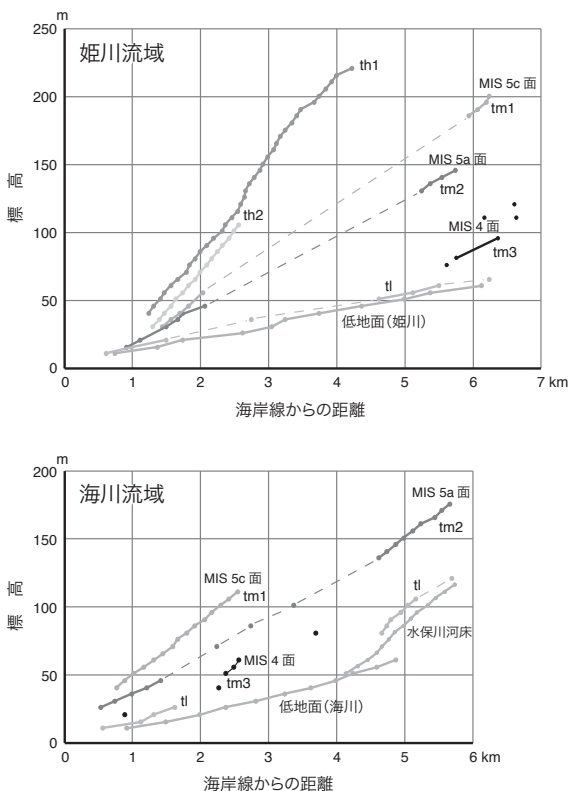 m
250
姫川流域
th1
200
MIS 5c 面
tm1
150
MIS 5a 面
tm2
標 高
th2
100
MIS 4 面
tm3
50
tl
低地面（姫川）
0
0 1 2 3 4 5 6 7 km
海岸線からの距離
m
200
海川流域
MIS 5a 面
tm2
150
MIS 5c 面
tm1
tl
標 高
100
水保川河床
MIS 4 面
tm3
50
tl
低地面（海川）
0
0 1 2 3 4 5 6 km
海岸線からの距離